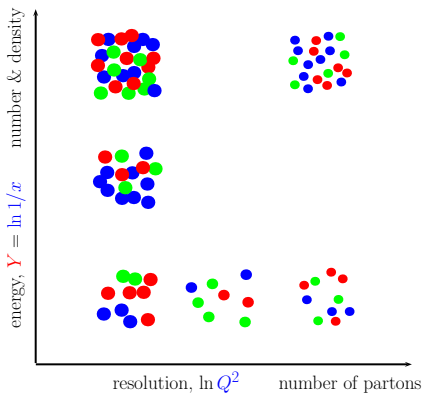 number & density
energy, Y = ln 1/x
resolution, ln Q²
number of partons